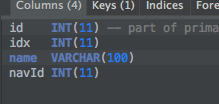 Columns (4) Keys (1) Indices Forei
id INT(11) -- part of prima
idx INT(11)
name VARCHAR(100)
navId INT(11)